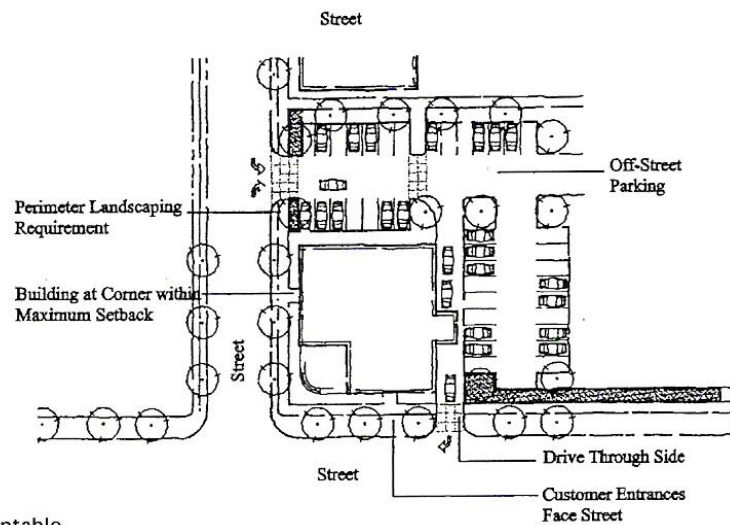 Street
Off-Street
Parking
Perimeter Landscaping
Requirement
Building at Corner within
Maximum Setback
Street
Street
Drive Through Side
Customer Entrances
Face Street